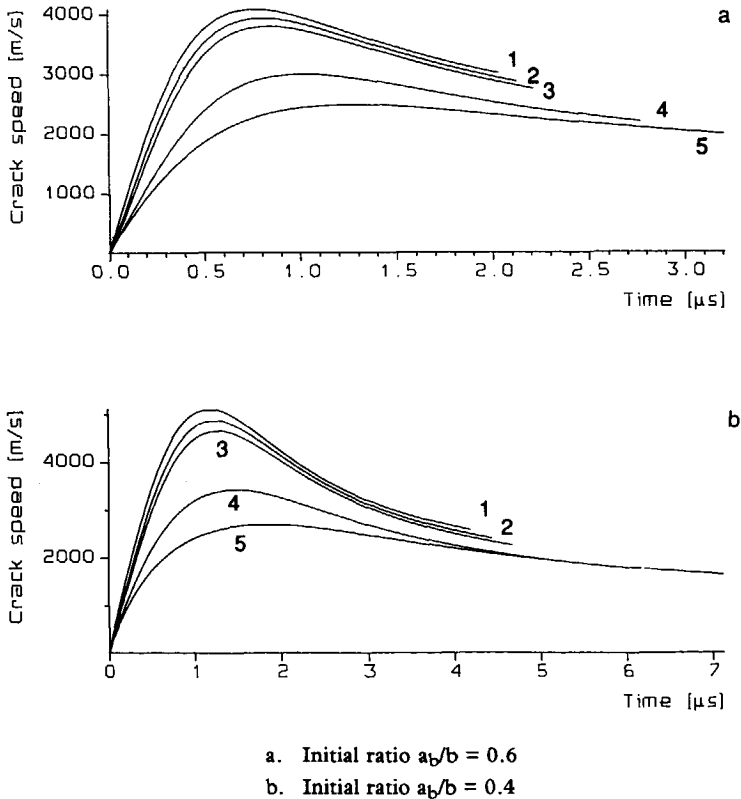 a
Crack speed [m/s]
4000
3000
2000
1000
1
2
3
4
5
0.0 0.5 1.0 1.5 2.0 2.5 3.0
Time [μs]
b
Crack speed [m/s]
4000
2000
3
4
5
1
2
0 1 2 3 4 5 6 7
Time [μs]
a. Initial ratio ab/b = 0.6
b. Initial ratio ab/b = 0.4